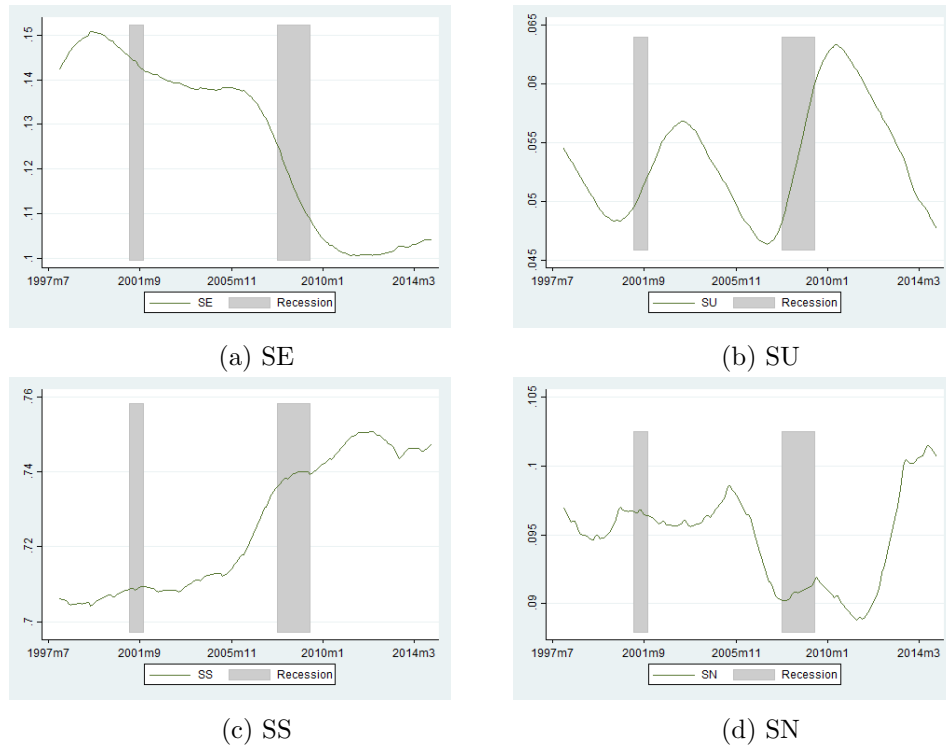 .15
.14
.13
.12
.11
.1
1997m7 2001m9 2005m11 2010m1 2014m3
SE Recession
(a) SE
.065
.06
.055
.05
.045
1997m7 2001m9 2005m11 2010m1 2014m3
SU Recession
(b) SU
.76
.74
.72
.7
1997m7 2001m9 2005m11 2010m1 2014m3
SS Recession
(c) SS
.105
.1
.095
.09
1997m7 2001m9 2005m11 2010m1 2014m3
SN Recession
(d) SN